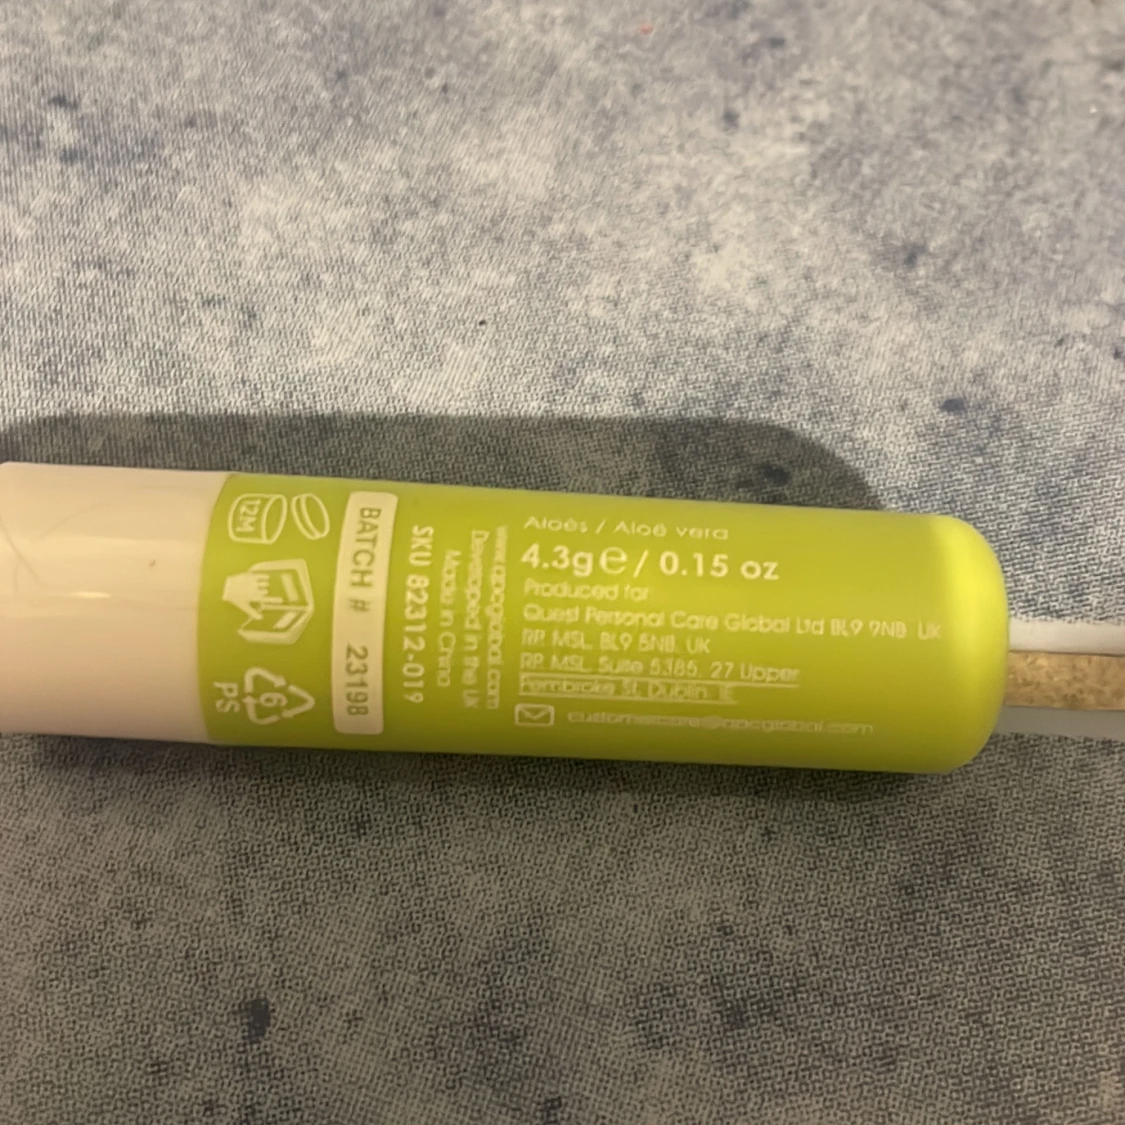 Aloès / Aloë vera
4.3g e / 0.15 oz
Produced for
Quest Personal Care Global Ltd BL9 9NB UK
RP. MSL, BL9 5NB, UK
RP. MSL, Suite 5385, 27 Upper
Pembroke St, Dublin, IE
customercare@qpcglobal.com
www.qpcglobal.com
Developed in the UK
Made in China
SKU 82312-019
BATCH # 23198
12M
6
PS